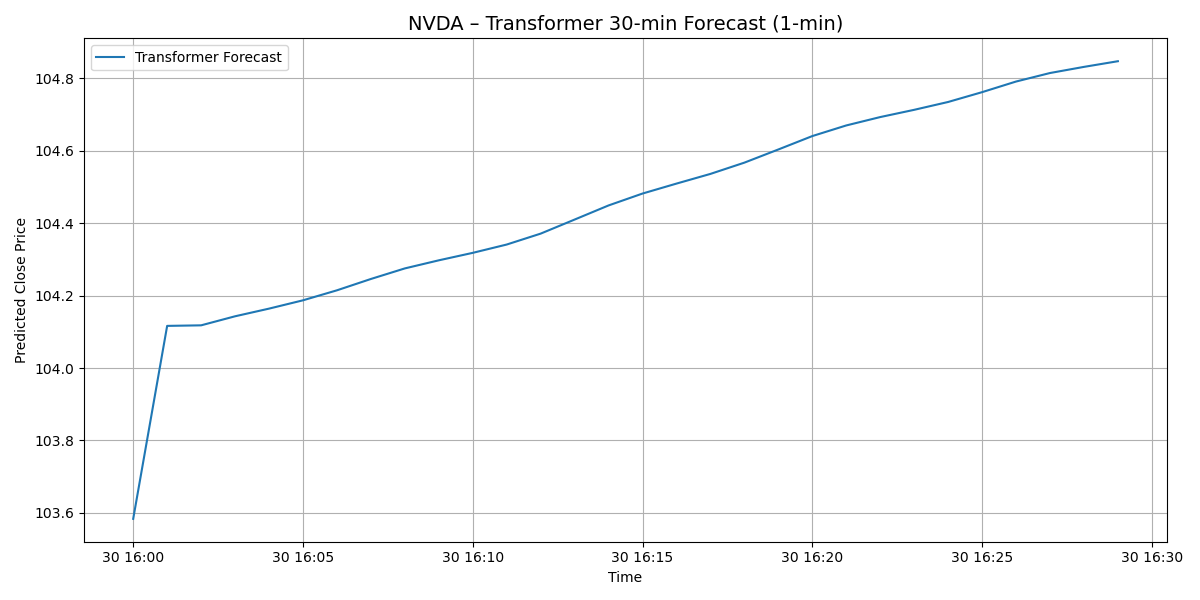 NVDA – Transformer 30-min Forecast (1-min)
Transformer Forecast
Predicted Close Price
104.8
104.6
104.4
104.2
104.0
103.8
103.6
30 16:00 30 16:05 30 16:10 30 16:15 30 16:20 30 16:25 30 16:30
Time